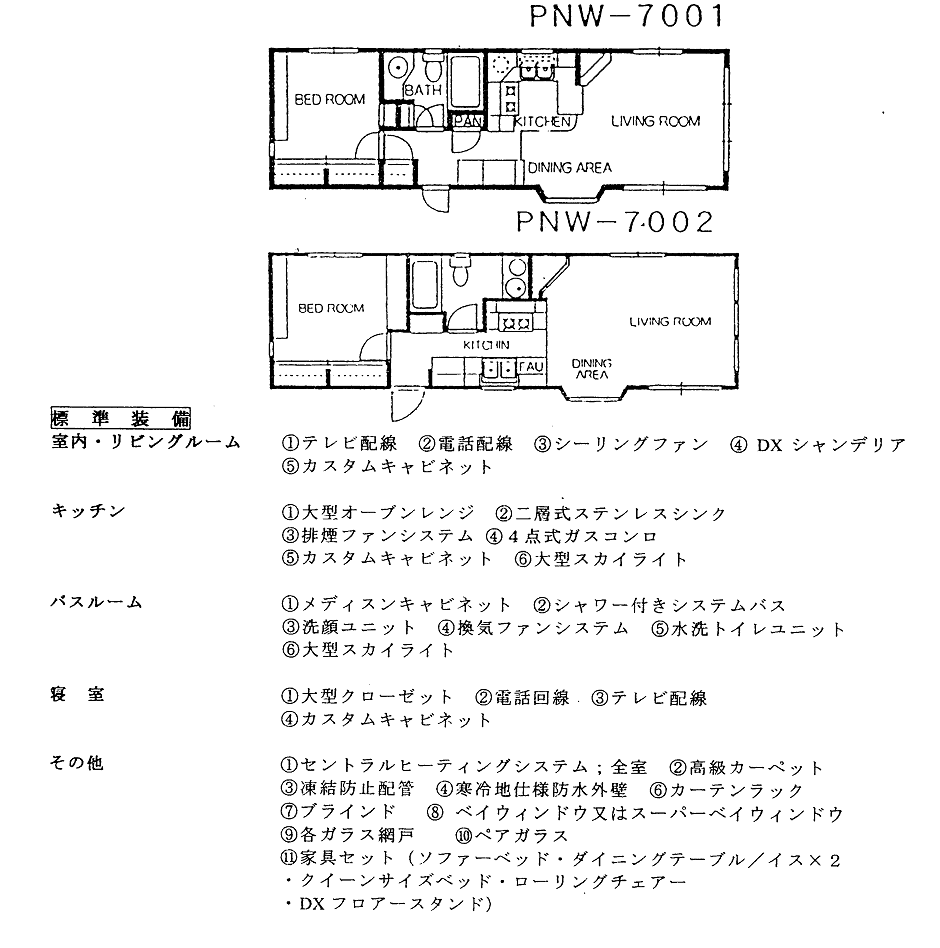 PNW-7001
BED ROOM
BATH
PAN
KITCHEN
LIVING ROOM
DINING AREA
PNW-7002
BED ROOM
KITCHIN
FAU
LIVING ROOM
DINING
AREA
標準装備
室内・リビングルーム ①テレビ配線 ②電話配線 ③シーリングファン ④ DX シャンデリア
⑤カスタムキャビネット
キッチン ①大型オーブンレンジ ②二層式ステンレスシンク
③排煙ファンシステム ④4点式ガスコンロ
⑤カスタムキャビネット ⑥大型スカイライト
バスルーム ①メディスンキャビネット ②シャワー付きシステムバス
③洗顔ユニット ④換気ファンシステム ⑤水洗トイレユニット
⑥大型スカイライト
寝 室 ①大型クローゼット ②電話回線 ③テレビ配線
④カスタムキャビネット
その他 ①セントラルヒーティングシステム；全室 ②高級カーペット
③凍結防止配管 ④寒冷地仕様防水外壁 ⑥カーテンラック
⑦ブラインド ⑧ ベイウィンドウ又はスーパーベイウィンドウ
⑨各ガラス網戸 ⑩ペアガラス
⑪家具セット（ソファーベッド・ダイニングテーブル／イス×2
・クイーンサイズベッド・ローリングチェアー
・DXフロアースタンド）